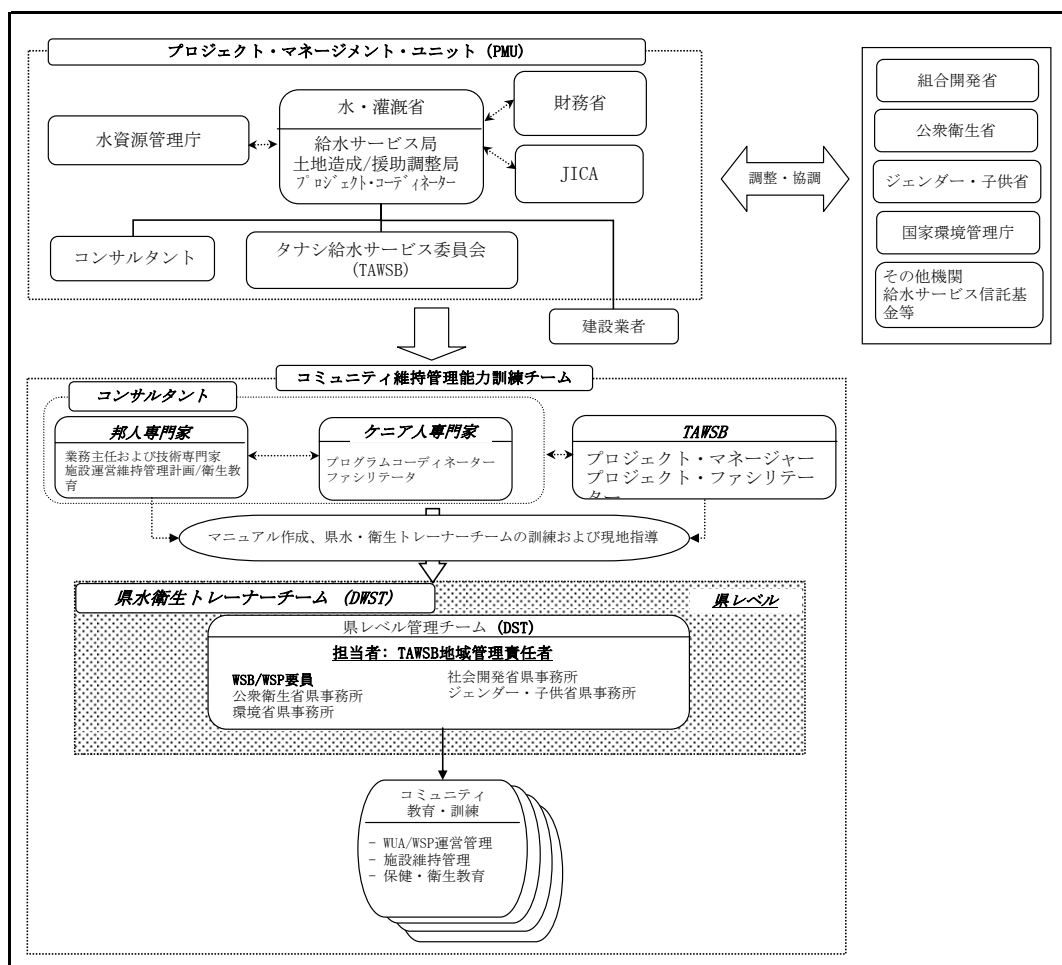 プロジェクト・マネージメント・ユニット (PMU)
水・灌漑省
給水サービス局
土地造成/援助調整局
プロジェクト・コーディネーター
水資源管理庁
財務省
JICA
コンサルタント
タナシ給水サービス委員会
(TAWSB)
建設業者
調整・協調
組合開発省
公衆衛生省
ジェンダー・子供省
国家環境管理庁
その他機関
給水サービス信託基
金等
コミュニティ維持管理能力訓練チーム
コンサルタント
邦人専門家
業務主任および技術専門家
施設運営維持管理計画/衛生教
育
ケニア人専門家
プログラムコーディネーター
ファシリテータ
TAWSB
プロジェクト・マネージャー
プロジェクト・ファシリテー
ター
マニュアル作成、県水・衛生トレーナーチームの訓練および現地指導
県水衛生トレーナーチーム (DWST)
県レベル
県レベル管理チーム (DST)
担当者: TAWSB地域管理責任者
WSB/WSP要員
公衆衛生省県事務所
環境省県事務所
社会開発省県事務所
ジェンダー・子供省県事務所
コミュニティ
教育・訓練
- WUA/WSP運営管理
- 施設維持管理
- 保健・衛生教育